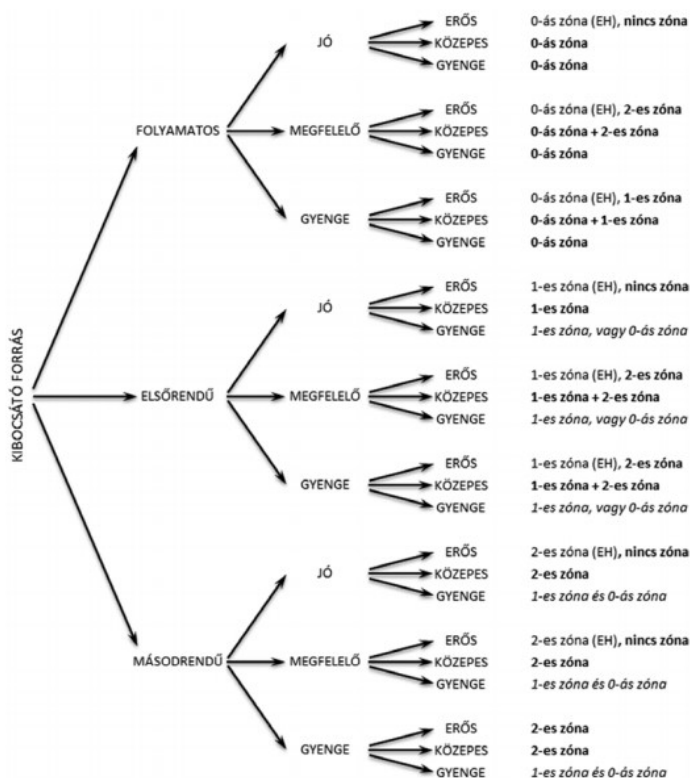 KIBOCSÁTÓ FORRÁS
FOLYAMATOS
JÓ
ERŐS 0-ás zóna (EH), nincs zóna
KÖZEPES 0-ás zóna
GYENGE 0-ás zóna
MEGFELELŐ
ERŐS 0-ás zóna (EH), 2-es zóna
KÖZEPES 0-ás zóna + 2-es zóna
GYENGE 0-ás zóna
GYENGE
ERŐS 0-ás zóna (EH), 1-es zóna
KÖZEPES 0-ás zóna + 1-es zóna
GYENGE 0-ás zóna
ELSŐRENDŰ
JÓ
ERŐS 1-es zóna (EH), nincs zóna
KÖZEPES 1-es zóna
GYENGE 1-es zóna, vagy 0-ás zóna
MEGFELELŐ
ERŐS 1-es zóna (EH), 2-es zóna
KÖZEPES 1-es zóna + 2-es zóna
GYENGE 1-es zóna, vagy 0-ás zóna
GYENGE
ERŐS 1-es zóna (EH), 2-es zóna
KÖZEPES 1-es zóna + 2-es zóna
GYENGE 1-es zóna, vagy 0-ás zóna
MÁSODRENDŰ
JÓ
ERŐS 2-es zóna (EH), nincs zóna
KÖZEPES 2-es zóna
GYENGE 1-es zóna és 0-ás zóna
MEGFELELŐ
ERŐS 2-es zóna (EH), nincs zóna
KÖZEPES 2-es zóna
GYENGE 1-es zóna és 0-ás zóna
GYENGE
ERŐS 2-es zóna
KÖZEPES 2-es zóna
GYENGE 1-es zóna és 0-ás zóna